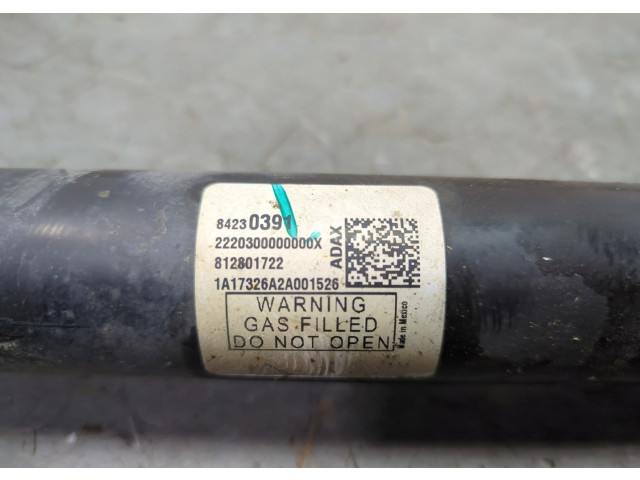 84230391
2220300000000X
812801722
1A17326A2A001526
ADAX
WARNING
GAS FILLED
DO NOT OPEN
Made in Mexico